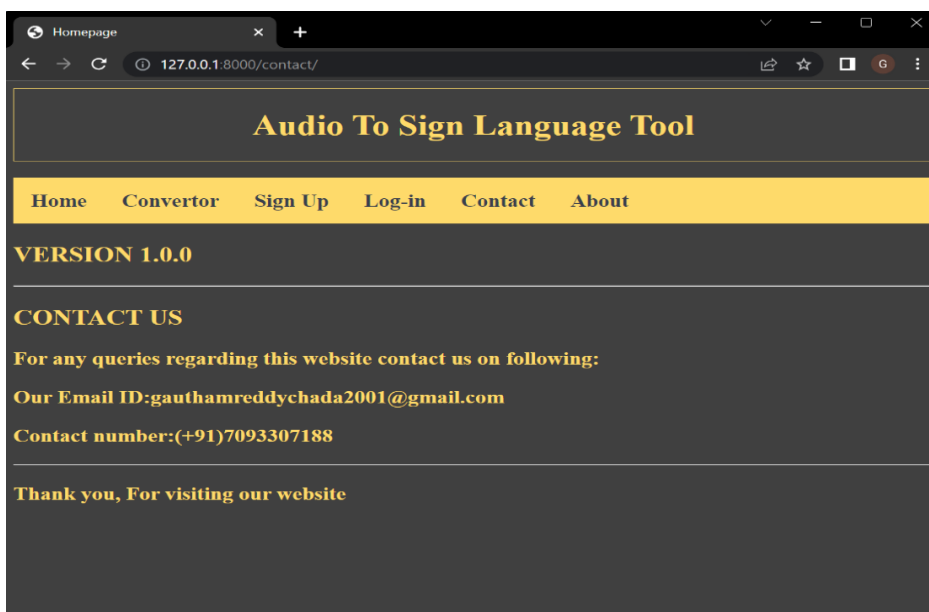 Homepage
127.0.0.1:8000/contact/
G
Audio To Sign Language Tool
Home Convertor Sign Up Log-in Contact About
VERSION 1.0.0
CONTACT US
For any queries regarding this website contact us on following:
Our Email ID:gauthamreddychada2001@gmail.com
Contact number:(+91)7093307188
Thank you, For visiting our website